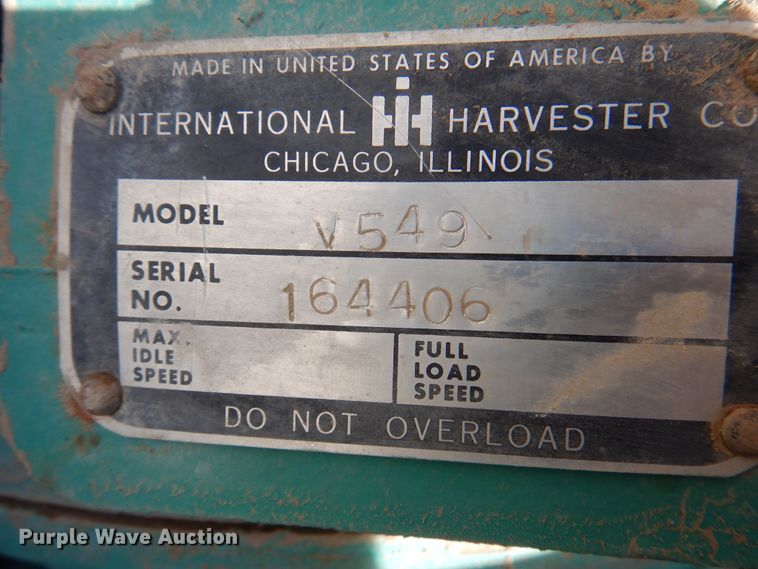 MADE IN UNITED STATES OF AMERICA BY
INTERNATIONAL IH HARVESTER CO
CHICAGO, ILLINOIS
MODEL V549
SERIAL NO. 164406
MAX. IDLE SPEED
FULL LOAD SPEED
DO NOT OVERLOAD
Purple Wave Auction